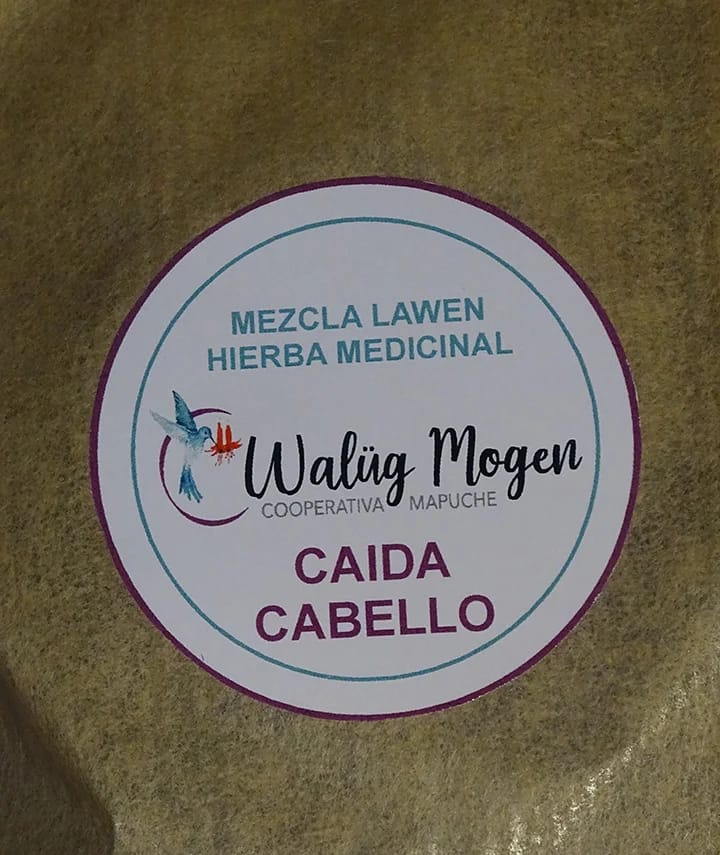 MEZCLA LAWEN
HIERBA MEDICINAL
Walüg Mogen
COOPERATIVA MAPUCHE
CAIDA
CABELLO